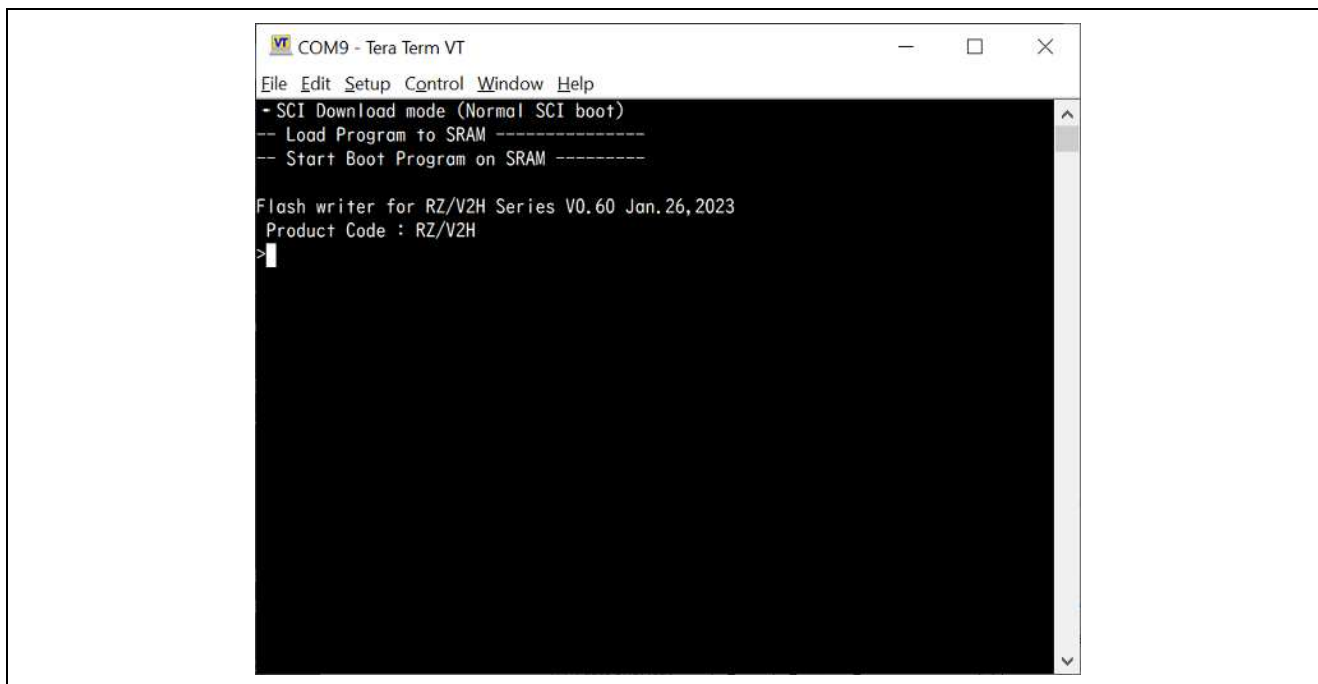 COM9 - Tera Term VT
File Edit Setup Control Window Help
- SCI Download mode (Normal SCI boot)
-- Load Program to SRAM ---------------
-- Start Boot Program on SRAM ---------
Flash writer for RZ/V2H Series V0.60 Jan.26,2023
Product Code : RZ/V2H
>